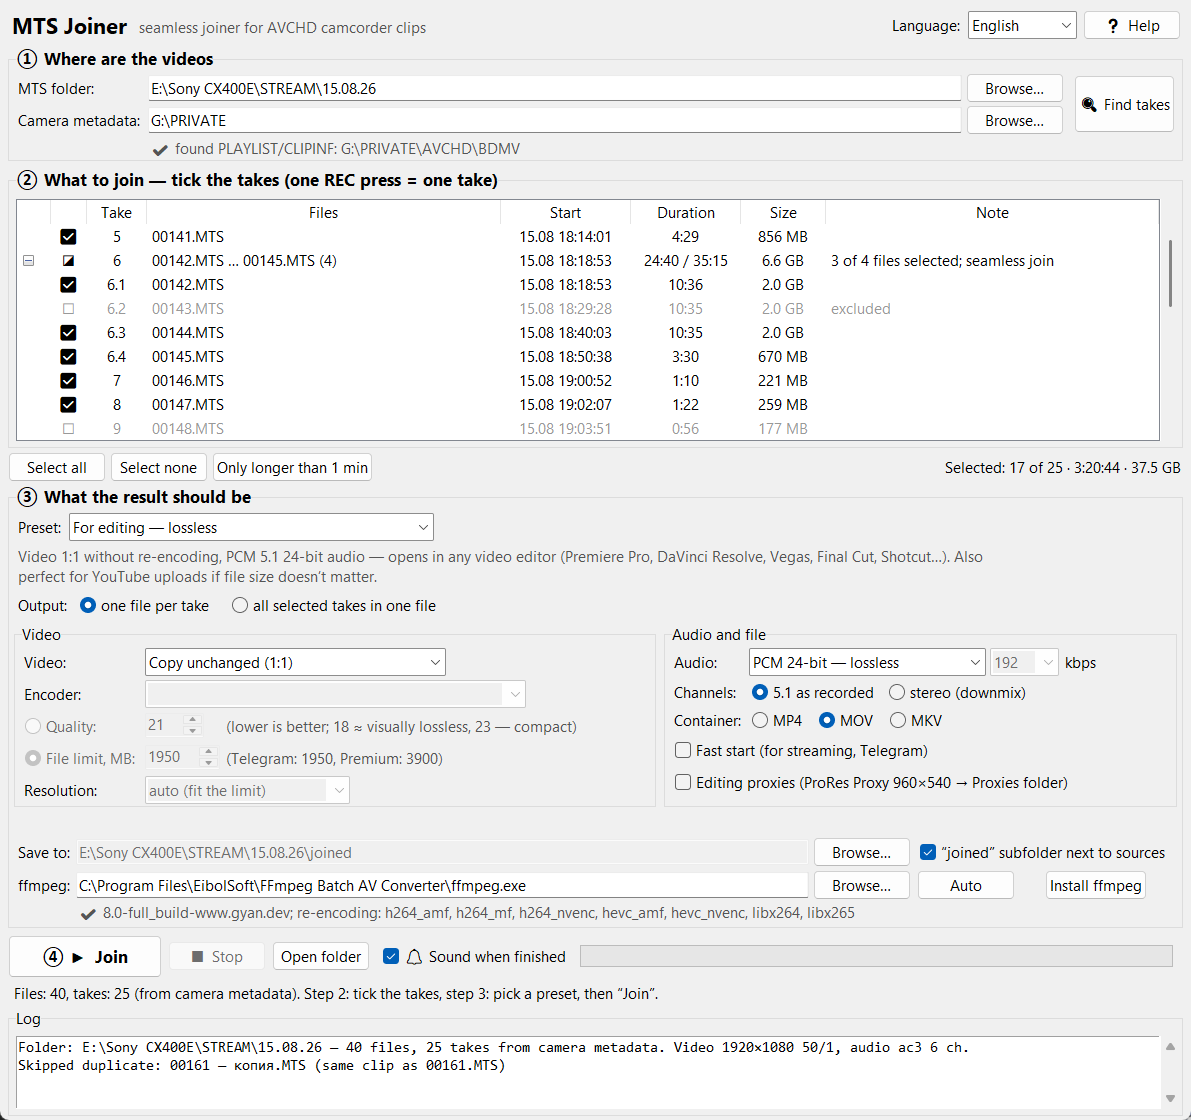 MTS Joiner seamless joiner for AVCHD camcorder clips Language: English ? Help
① Where are the videos
MTS folder: E:\Sony CX400E\STREAM\15.08.26 Browse... Find takes
Camera metadata: G:\PRIVATE Browse...
found PLAYLIST/CLIPINF: G:\PRIVATE\AVCHD\BDMV
② What to join — tick the takes (one REC press = one take)
Take Files Start Duration Size Note
5 00141.MTS 15.08 18:14:01 4:29 856 MB
6 00142.MTS ... 00145.MTS (4) 15.08 18:18:53 24:40 / 35:15 6.6 GB 3 of 4 files selected; seamless join
6.1 00142.MTS 15.08 18:18:53 10:36 2.0 GB
6.2 00143.MTS 15.08 18:29:28 10:35 2.0 GB excluded
6.3 00144.MTS 15.08 18:40:03 10:35 2.0 GB
6.4 00145.MTS 15.08 18:50:38 3:30 670 MB
7 00146.MTS 15.08 19:00:52 1:10 221 MB
8 00147.MTS 15.08 19:02:07 1:22 259 MB
9 00148.MTS 15.08 19:03:51 0:56 177 MB
Select all Select none Only longer than 1 min Selected: 17 of 25 · 3:20:44 · 37.5 GB
③ What the result should be
Preset: For editing — lossless
Video 1:1 without re-encoding, PCM 5.1 24-bit audio — opens in any video editor (Premiere Pro, DaVinci Resolve, Vegas, Final Cut, Shotcut...). Also
perfect for YouTube uploads if file size doesn’t matter.
Output: one file per take all selected takes in one file
Video
Video: Copy unchanged (1:1)
Encoder:
Quality: 21 (lower is better; 18 ≈ visually lossless, 23 — compact)
File limit, MB: 1950 (Telegram: 1950, Premium: 3900)
Resolution: auto (fit the limit)
Audio and file
Audio: PCM 24-bit — lossless 192 kbps
Channels: 5.1 as recorded stereo (downmix)
Container: MP4 MOV MKV
Fast start (for streaming, Telegram)
Editing proxies (ProRes Proxy 960×540 → Proxies folder)
Save to: E:\Sony CX400E\STREAM\15.08.26\joined Browse... “joined” subfolder next to sources
ffmpeg: C:\Program Files\EibolSoft\FFmpeg Batch AV Converter\ffmpeg.exe Browse... Auto Install ffmpeg
8.0-full_build-www.gyan.dev; re-encoding: h264_amf, h264_mf, h264_nvenc, hevc_amf, hevc_nvenc, libx264, libx265
④ ► Join Stop Open folder Sound when finished
Files: 40, takes: 25 (from camera metadata). Step 2: tick the takes, step 3: pick a preset, then “Join”.
Log
Folder: E:\Sony CX400E\STREAM\15.08.26 — 40 files, 25 takes from camera metadata. Video 1920×1080 50/1, audio ac3 6 ch.
Skipped duplicate: 00161 — копия.MTS (same clip as 00161.MTS)